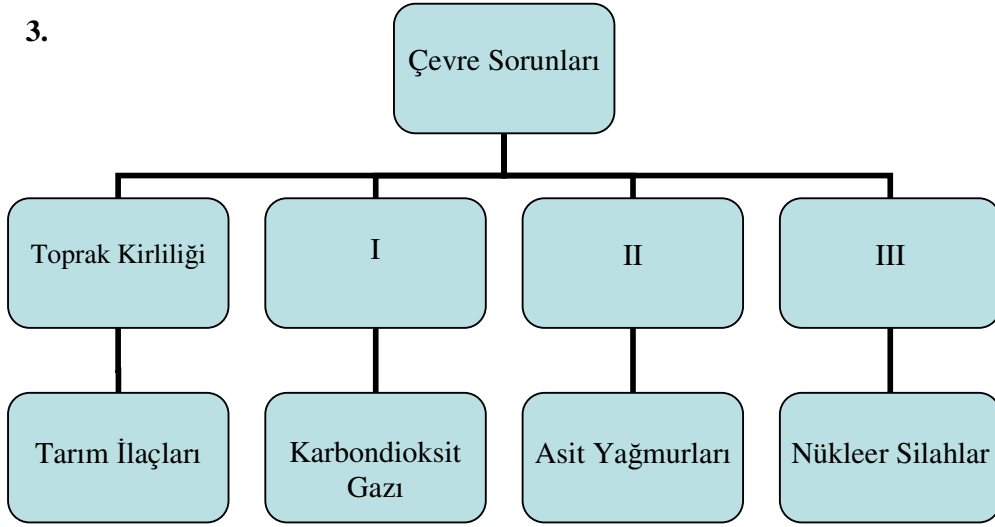 3.
Çevre Sorunları
Toprak Kirliliği
I
II
III
Tarım İlaçları
Karbondioksit
Gazı
Asit Yağmurları
Nükleer Silahlar